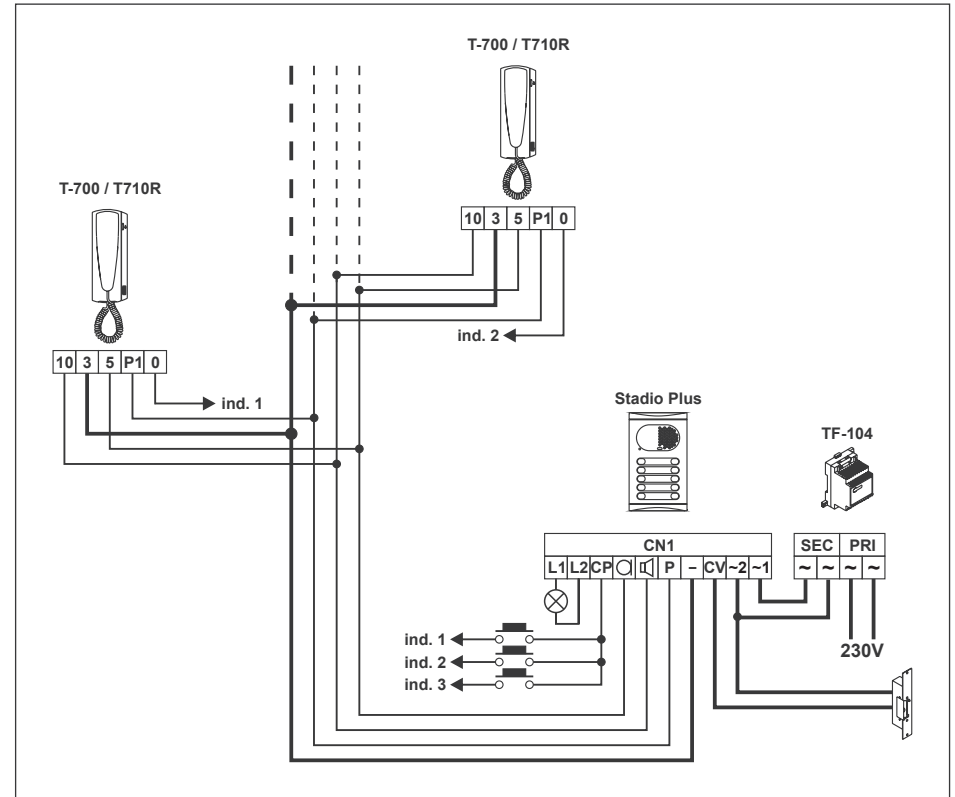 T-700 / T710R
10 3 5 P1 0
ind. 2
T-700 / T710R
10 3 5 P1 0
ind. 1
Stadio Plus
TF-104
CN1
L1 L2 CP P – CV ~2 ~1
SEC PRI
~ ~ ~ ~
230V
ind. 1
ind. 2
ind. 3